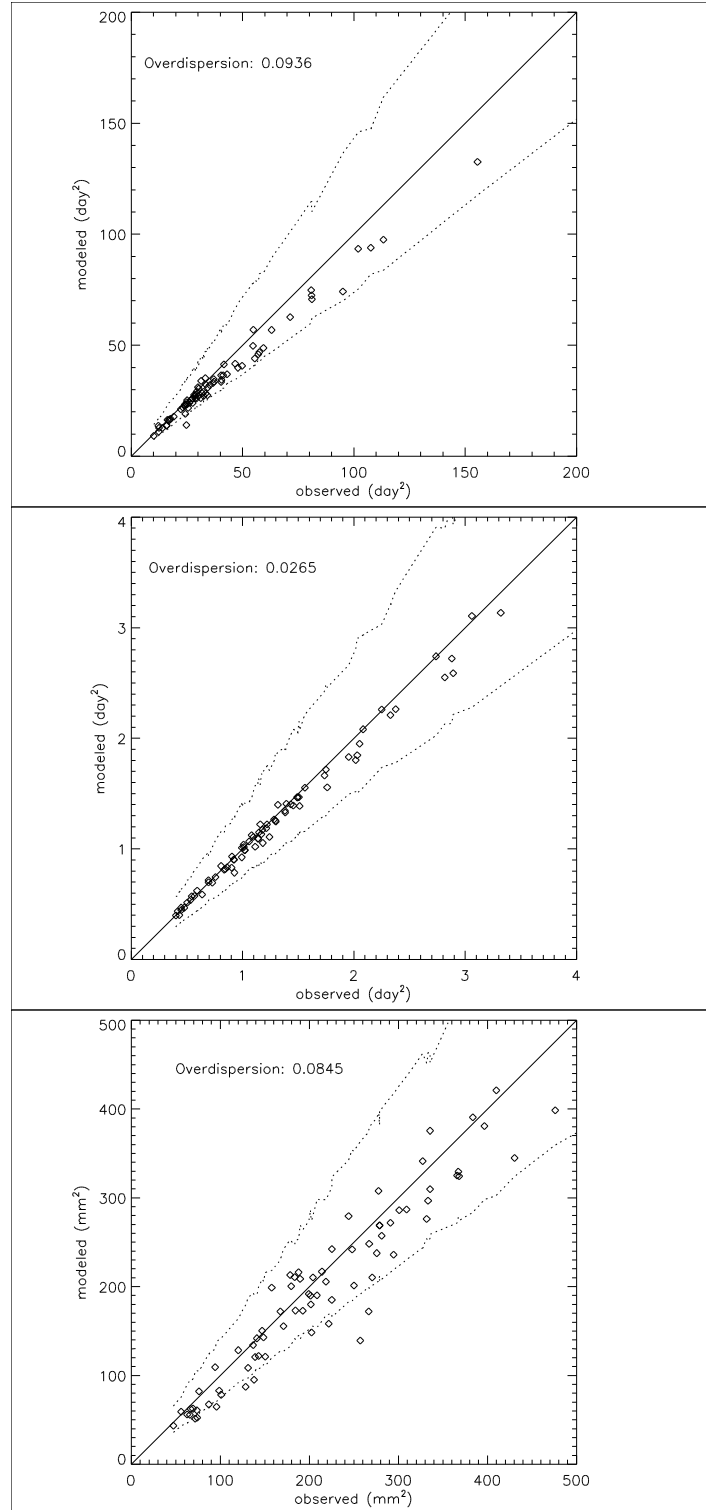 200
Overdispersion: 0.0936
150
modeled (day²)
100
50
0
0 50 100 150 200
observed (day²)
4
Overdispersion: 0.0265
3
modeled (day²)
2
1
0
0 1 2 3 4
observed (day²)
500
Overdispersion: 0.0845
400
modeled (mm²)
300
200
100
0
0 100 200 300 400 500
observed (mm²)